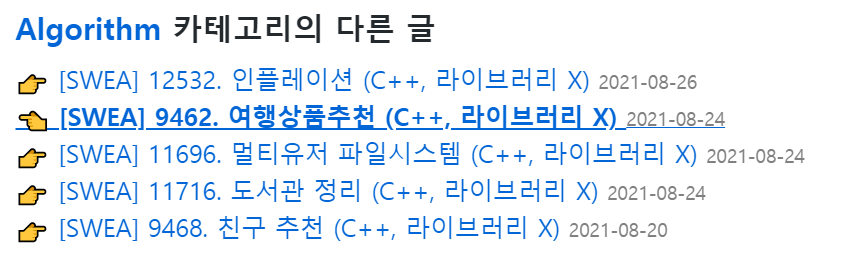 Algorithm 카테고리의 다른 글
👉 [SWEA] 12532. 인플레이션 (C++, 라이브러리 X) 2021-08-26
👈 [SWEA] 9462. 여행상품추천 (C++, 라이브러리 X) 2021-08-24
👉 [SWEA] 11696. 멀티유저 파일시스템 (C++, 라이브러리 X) 2021-08-24
👉 [SWEA] 11716. 도서관 정리 (C++, 라이브러리 X) 2021-08-24
👉 [SWEA] 9468. 친구 추천 (C++, 라이브러리 X) 2021-08-20